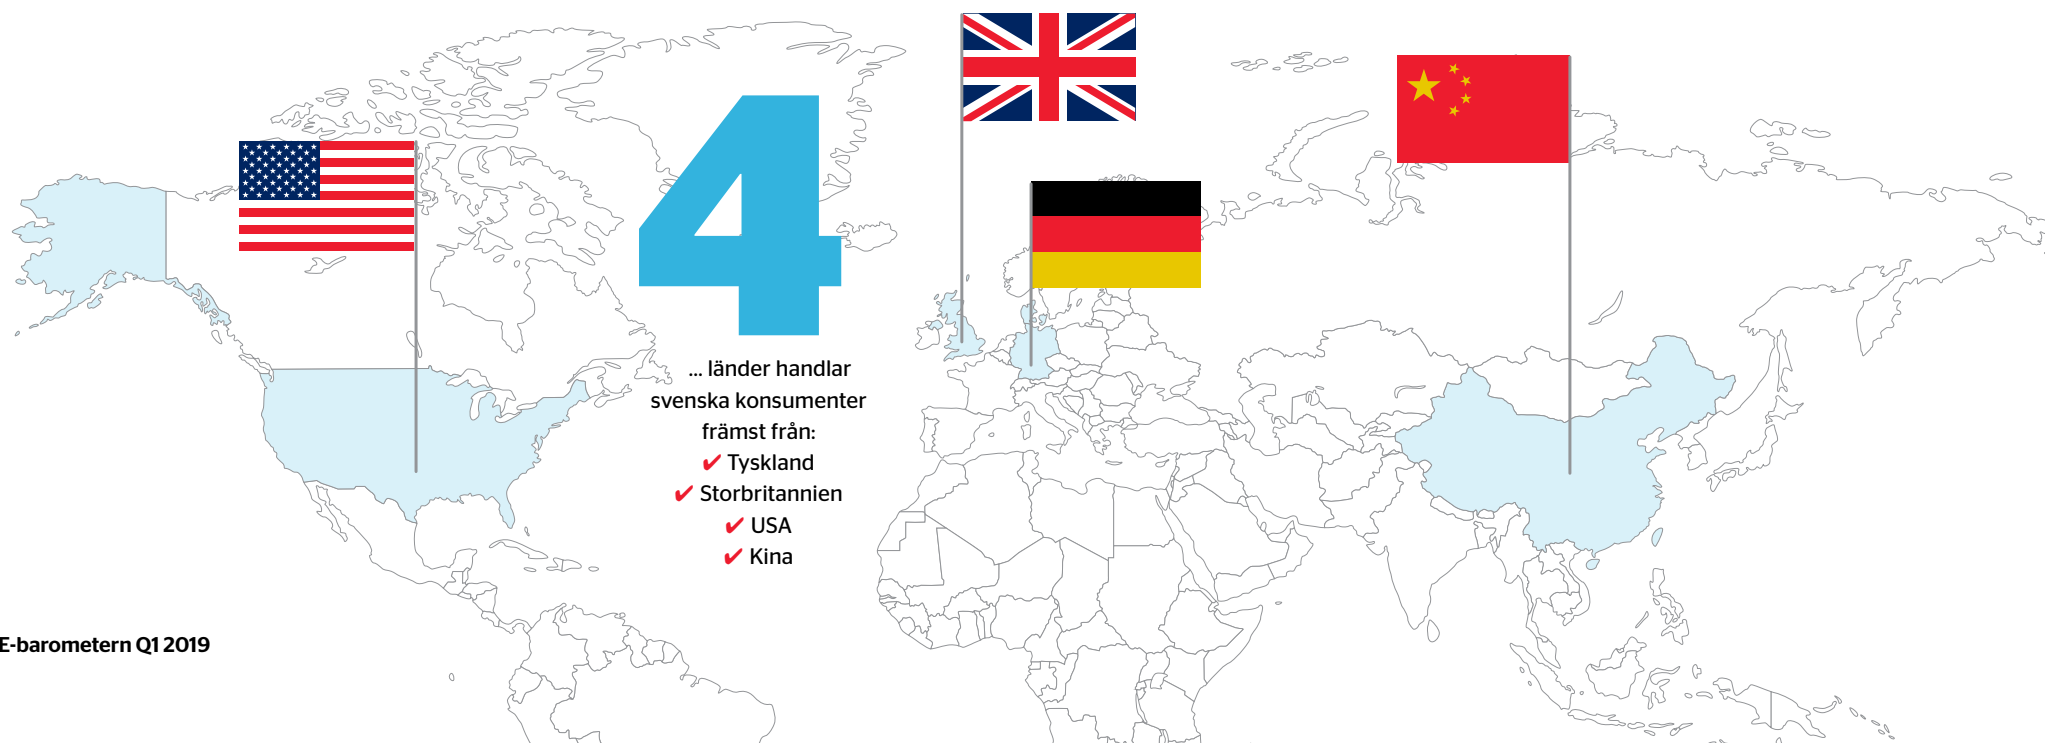 4
... länder handlar
svenska konsumenter
främst från:
✔ Tyskland
✔ Storbritannien
✔ USA
✔ Kina
E-barometern Q1 2019